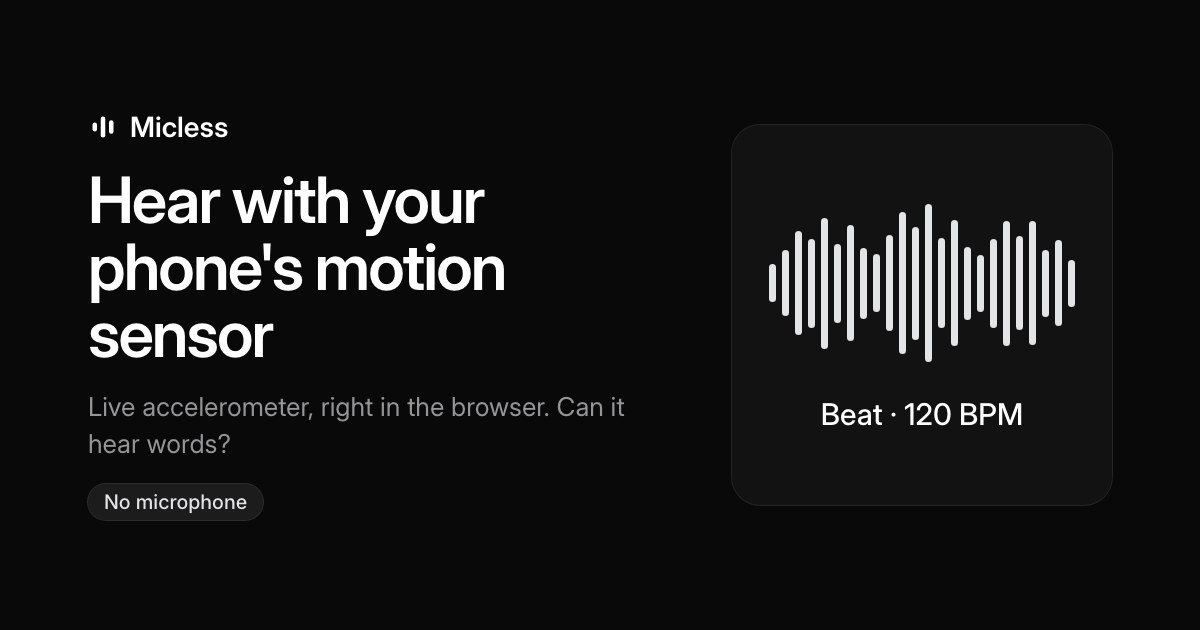 Micless
Hear with your
phone's motion
sensor
Live accelerometer, right in the browser. Can it
hear words?
No microphone
Beat · 120 BPM